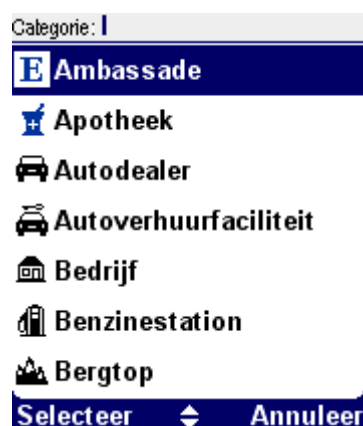 Categorie:
E Ambassade
Apotheek
Autodealer
Autoverhuurfaciliteit
Bedrijf
Benzinestation
Bergtop
Selecteer Annuleer